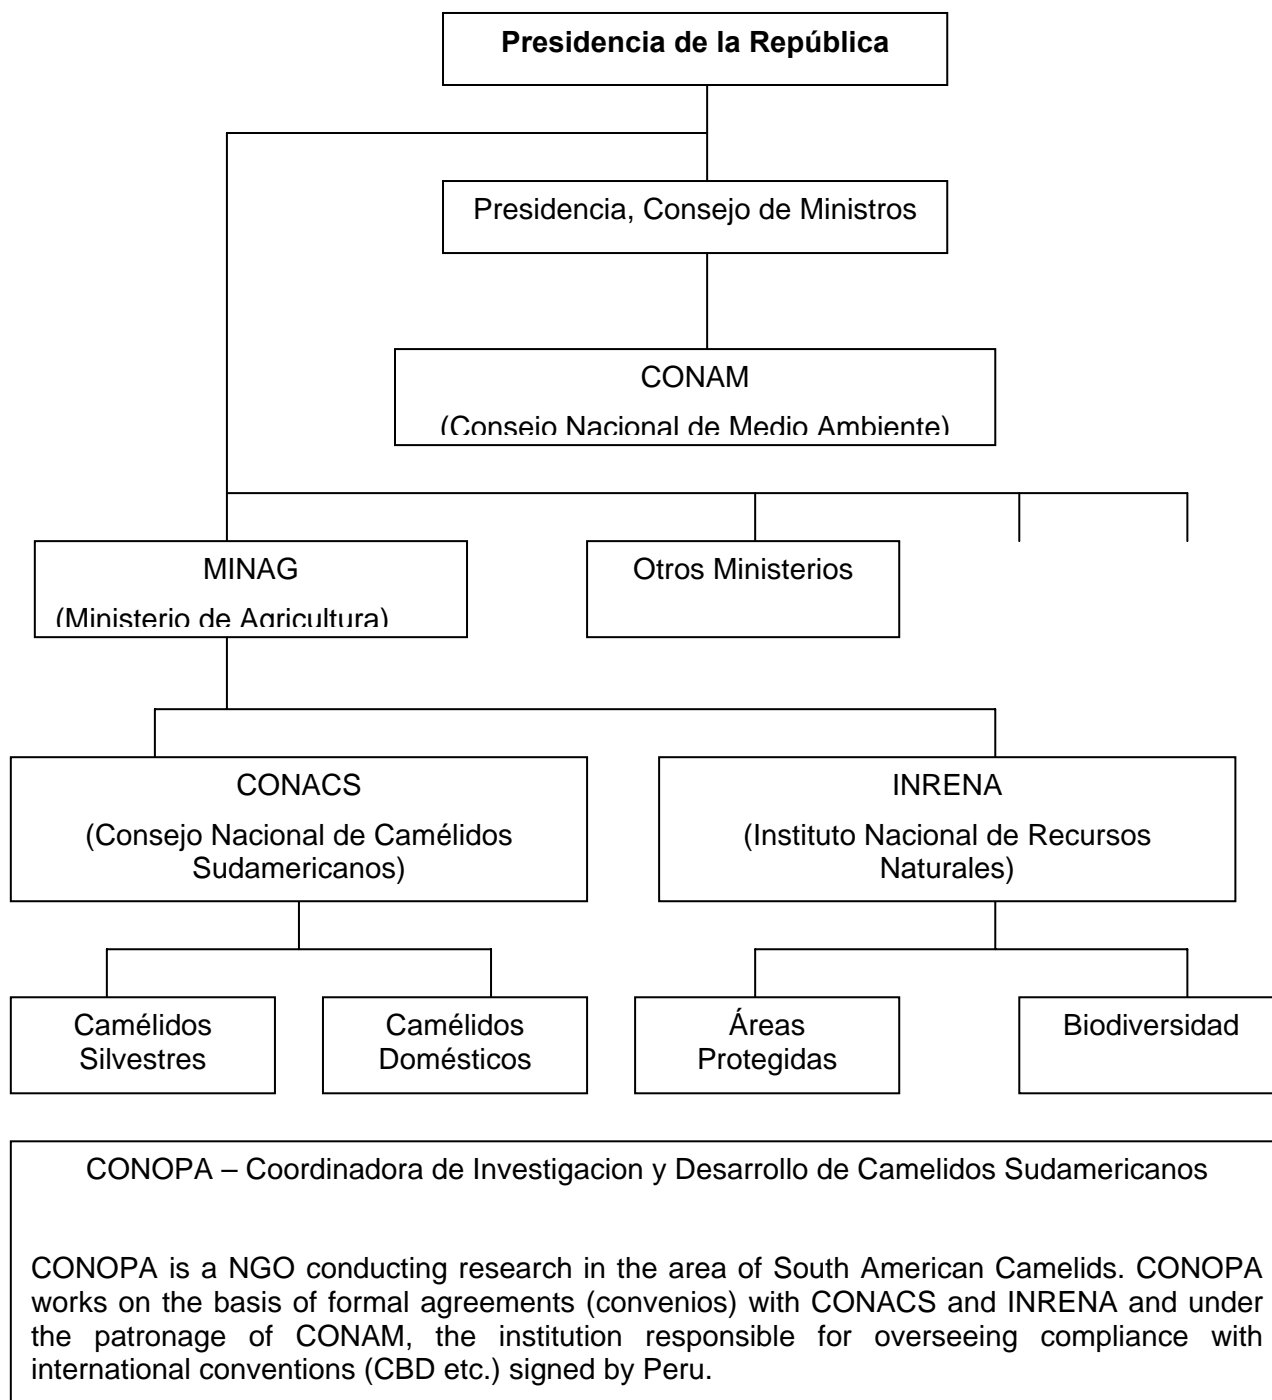 Presidencia de la República
Presidencia, Consejo de Ministros
CONAM
(Consejo Nacional de Medio Ambiente)
MINAG
(Ministerio de Agricultura)
Otros Ministerios
CONACS
(Consejo Nacional de Camélidos
Sudamericanos)
INRENA
(Instituto Nacional de Recursos
Naturales)
Camélidos
Silvestres
Camélidos
Domésticos
Áreas
Protegidas
Biodiversidad
CONOPA – Coordinadora de Investigacion y Desarrollo de Camelidos Sudamericanos
CONOPA is a NGO conducting research in the area of South American Camelids. CONOPA
works on the basis of formal agreements (convenios) with CONACS and INRENA and under
the patronage of CONAM, the institution responsible for overseeing compliance with
international conventions (CBD etc.) signed by Peru.